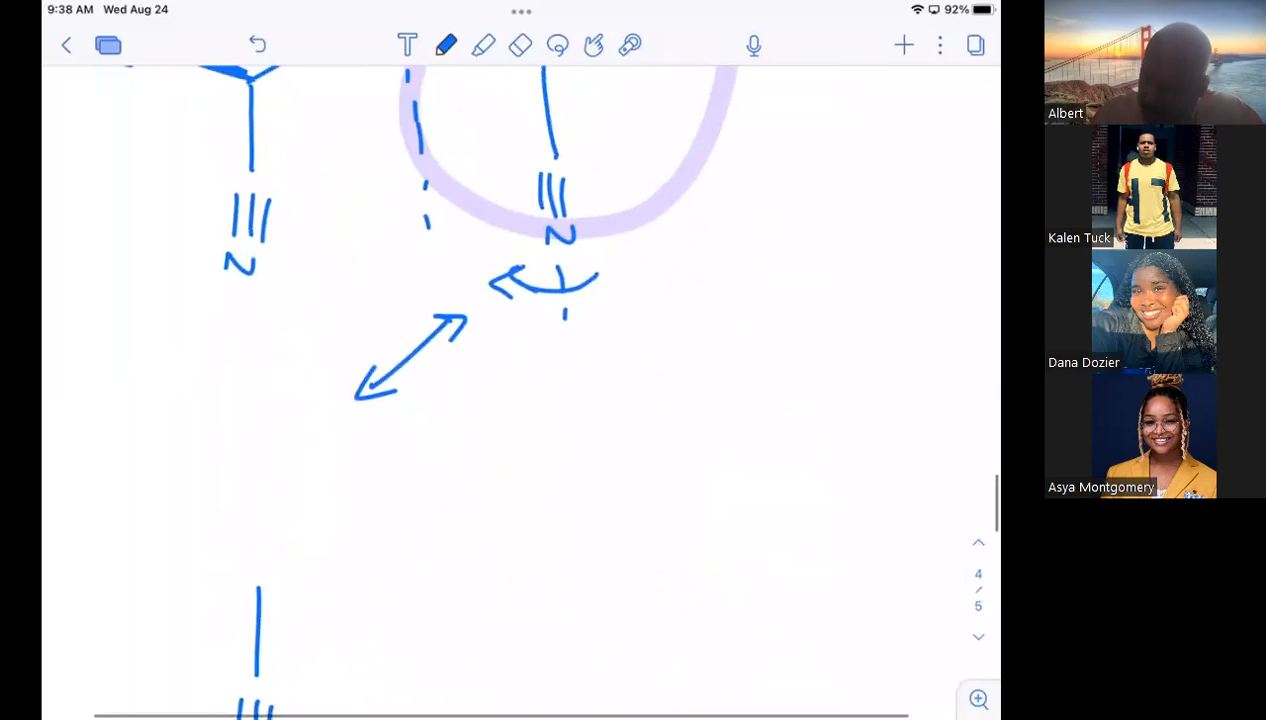 9:38 AM Wed Aug 24
92%
T
N
N
4
/
5
Albert
Kalen Tuck
Dana Dozier
Asya Montgomery